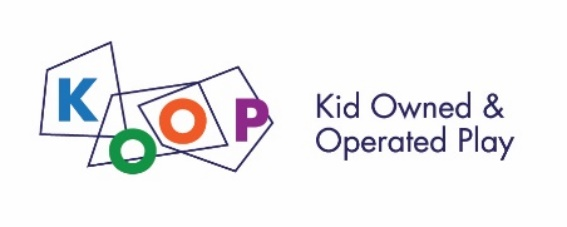 KOOP
Kid Owned &
Operated Play